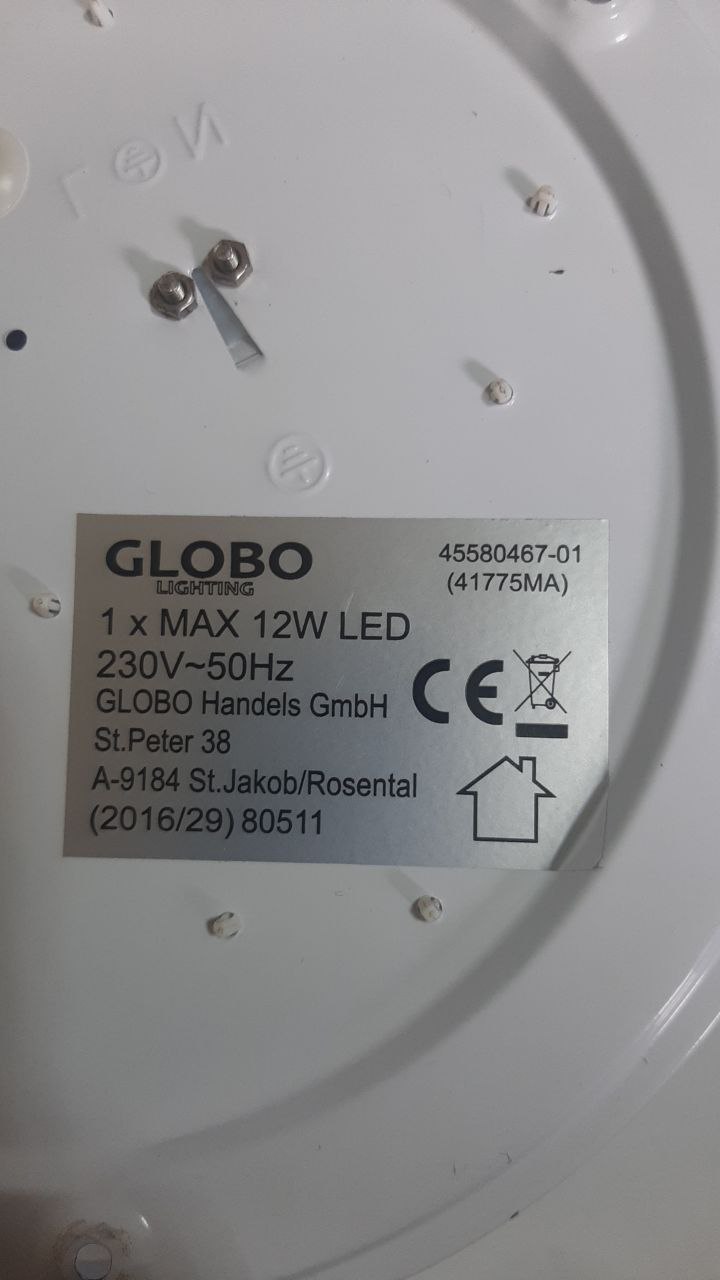 L N
GLOBO
LIGHTING
45580467-01
(41775MA)
1 x MAX 12W LED
230V~50Hz
GLOBO Handels GmbH
St.Peter 38
A-9184 St.Jakob/Rosental
(2016/29) 80511
CE